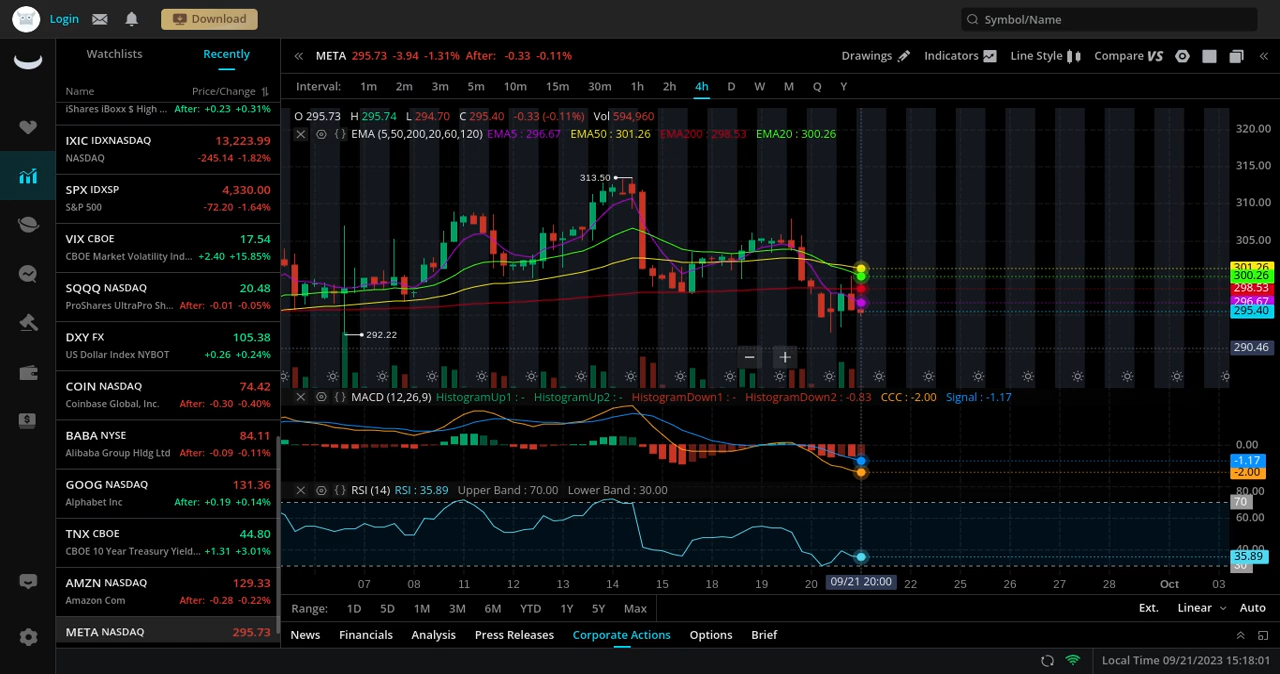 Login Download Symbol/Name
Watchlists Recently
Name Price/Change
iShares iBoxx $ High ... After: +0.23 +0.31%
IXIC IDXNASDAQ 13,223.99
NASDAQ -245.14 -1.82%
SPX IDXSP 4,330.00
S&P 500 -72.20 -1.64%
VIX CBOE 17.54
CBOE Market Volatility Ind... +2.40 +15.85%
SQQQ NASDAQ 20.48
ProShares UltraPro Sh... After: -0.01 -0.05%
DXY FX 105.38
US Dollar Index NYBOT +0.26 +0.24%
COIN NASDAQ 74.42
Coinbase Global, Inc. After: -0.30 -0.40%
BABA NYSE 84.11
Alibaba Group Hldg Ltd After: -0.09 -0.11%
GOOG NASDAQ 131.36
Alphabet Inc After: +0.19 +0.14%
TNX CBOE 44.80
CBOE 10 Year Treasury Yield... +1.31 +3.01%
AMZN NASDAQ 129.33
Amazon Com After: -0.28 -0.22%
META NASDAQ 295.73
META 295.73 -3.94 -1.31% After: -0.33 -0.11% Drawings Indicators Line Style Compare VS
Interval: 1m 2m 3m 5m 10m 15m 30m 1h 2h 4h D W M Q Y
O 295.73 H 295.74 L 294.70 C 295.40 -0.33 (-0.11%) Vol 594,960
EMA (5,50,200,20,60,120) EMA5 : 296.67 EMA50 : 301.26 EMA200 : 298.53 EMA20 : 300.26
313.50
292.22
320.00
315.00
310.00
305.00
301.26
300.26
298.53
296.67
295.40
290.46
MACD (12,26,9) HistogramUp1 : - HistogramUp2 : - HistogramDown1 : - HistogramDown2 : -0.83 CCC : -2.00 Signal : -1.17
0.00
-1.17
-2.00
RSI (14) RSI : 35.89 Upper Band : 70.00 Lower Band : 30.00
80.00
70
60.00
40.00
35.89
30
07 08 11 12 13 14 15 18 19 20 09/21 20:00 22 25 26 27 28 Oct 03
Range: 1D 5D 1M 3M 6M YTD 1Y 5Y Max Ext. Linear Auto
News Financials Analysis Press Releases Corporate Actions Options Brief
Local Time 09/21/2023 15:18:01